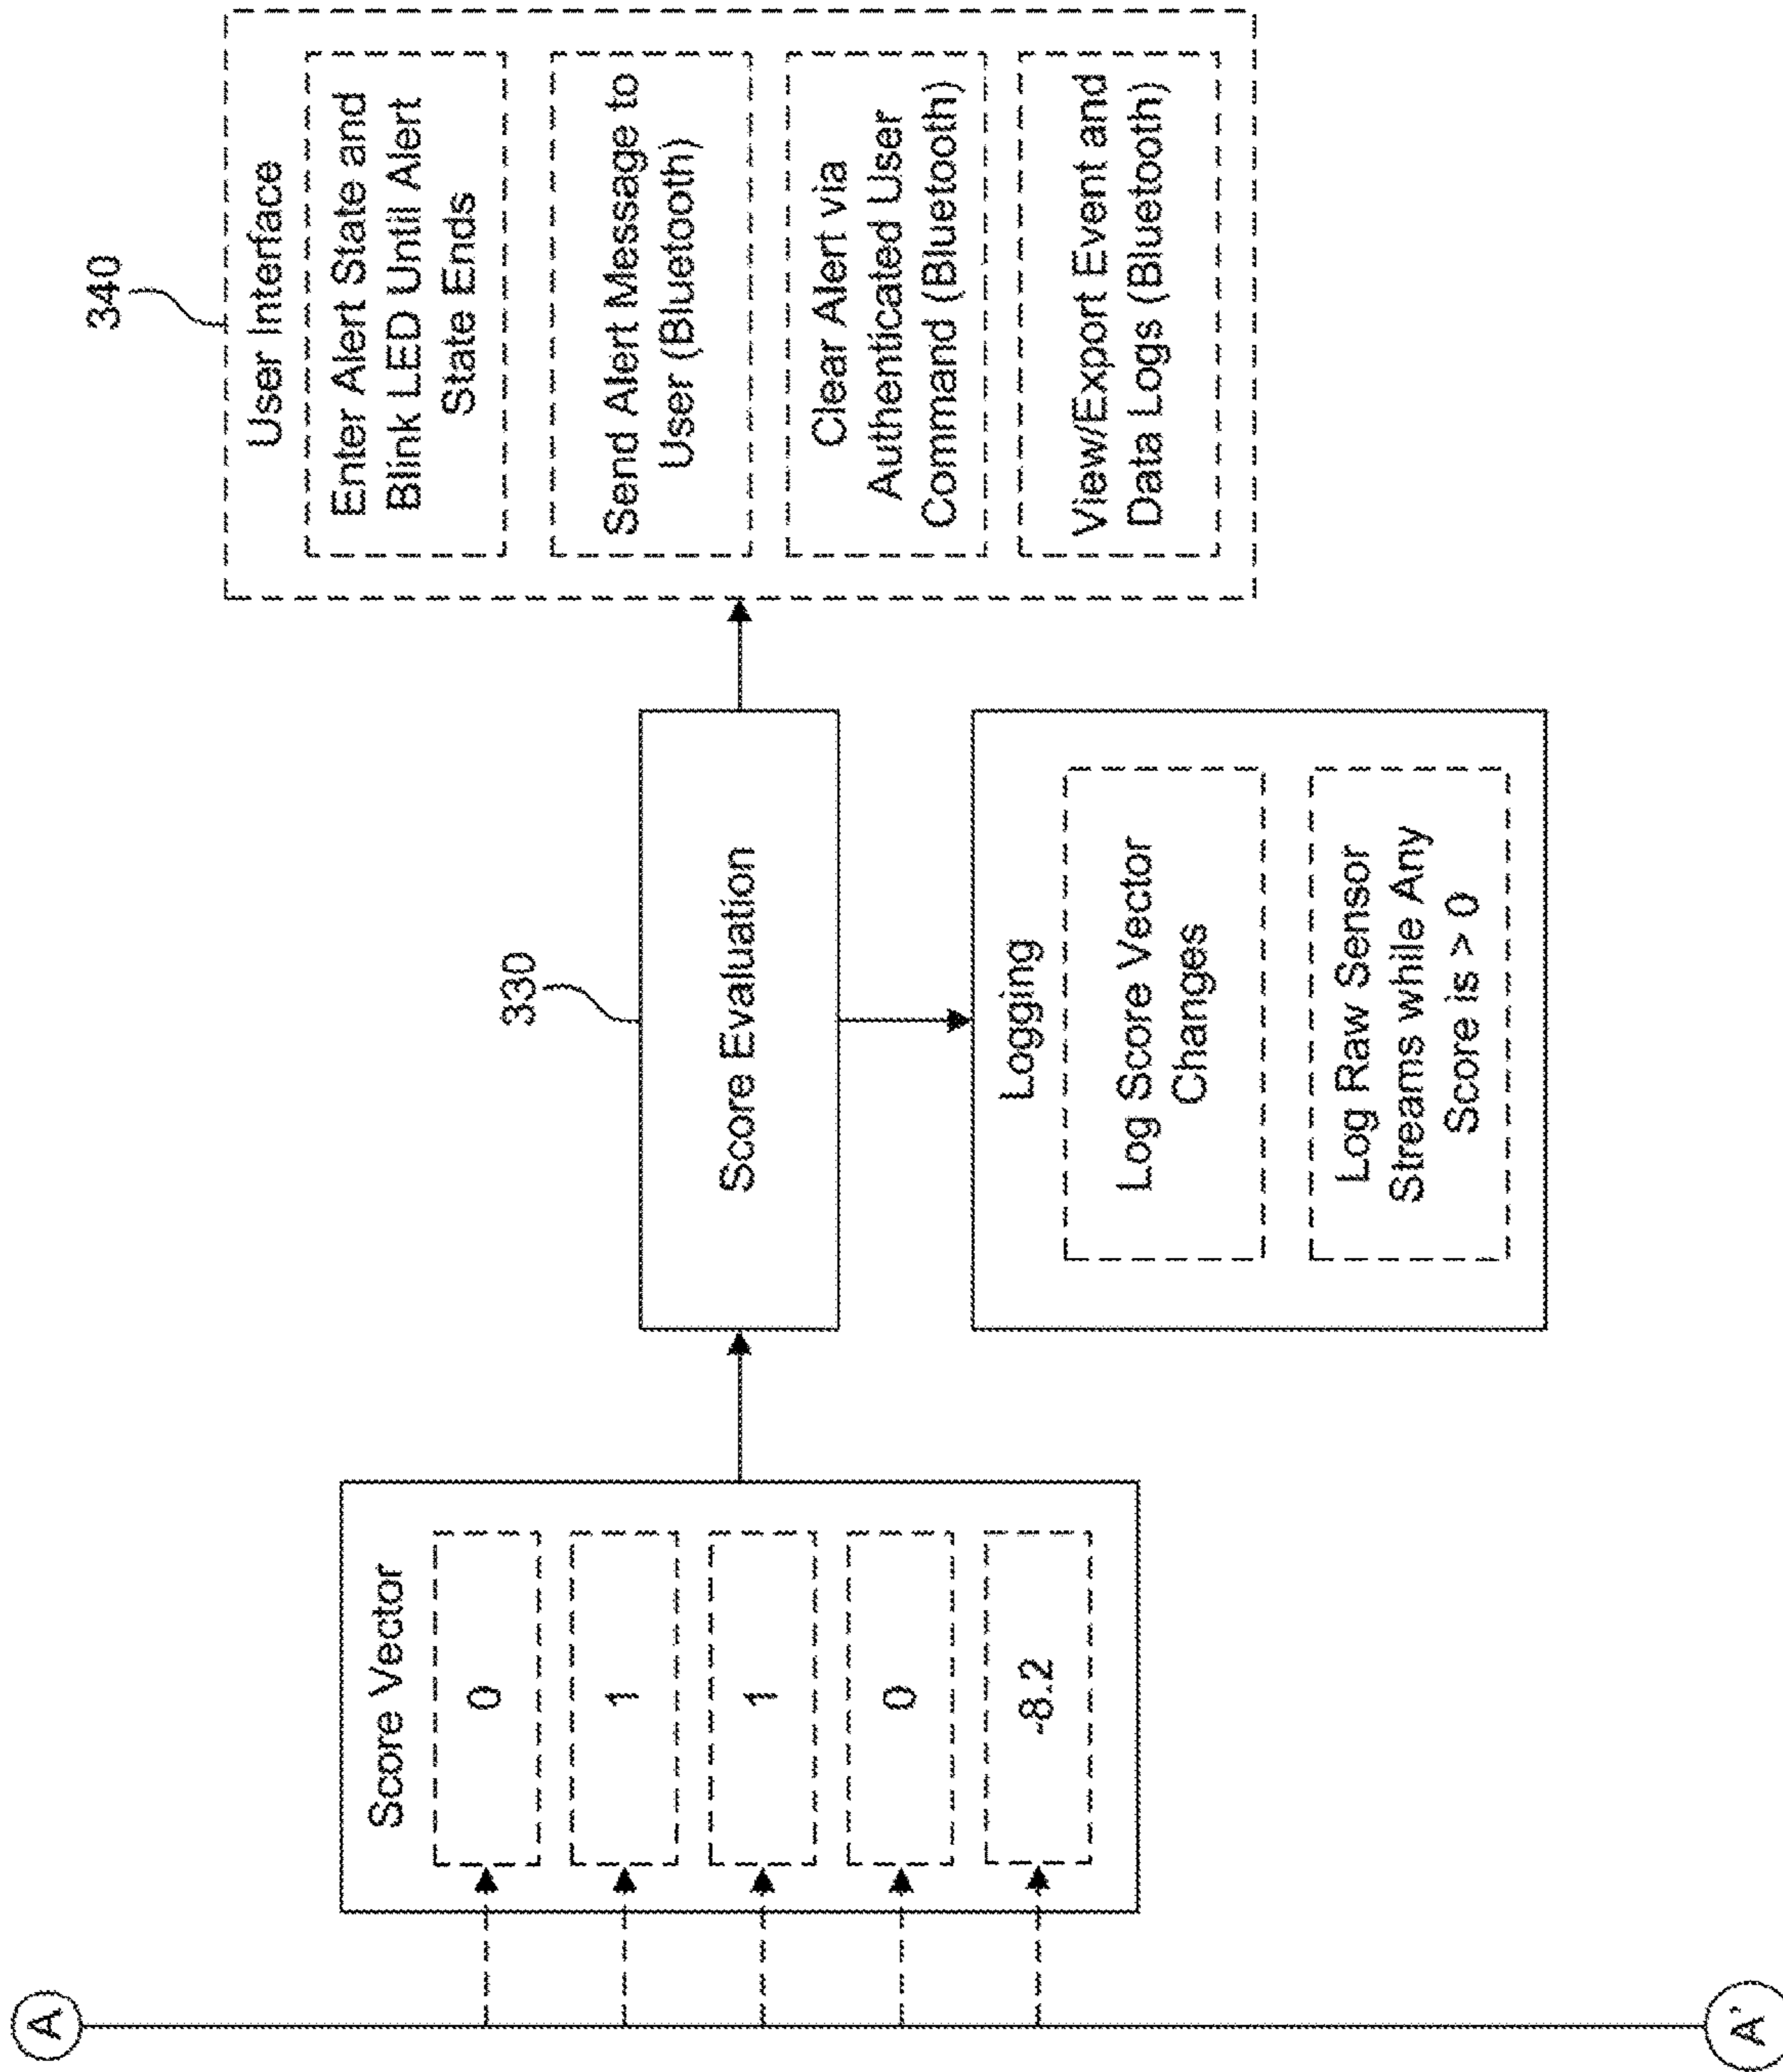 A
A'
Score Vector
0
1
1
0
-8.2
330
Score Evaluation
Logging
Log Score Vector
Changes
Log Raw Sensor
Streams while Any
Score is > 0
340
User Interface
Enter Alert State and
Blink LED Until Alert
State Ends
Send Alert Message to
User (Bluetooth)
Clear Alert via
Authenticated User
Command (Bluetooth)
View/Export Event and
Data Logs (Bluetooth)